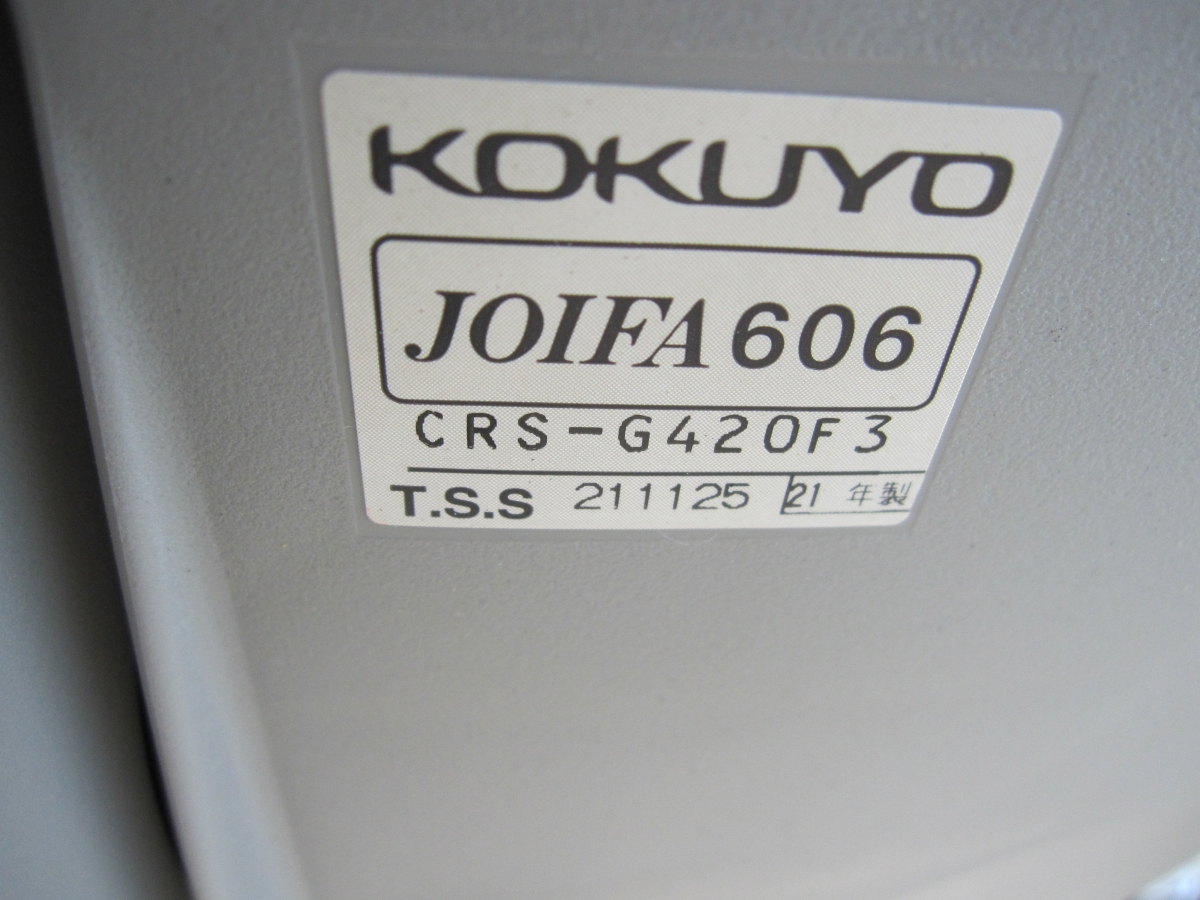 KOKUYO
JOIFA 606
CRS-G420F3
T.S.S 211125 21 年製